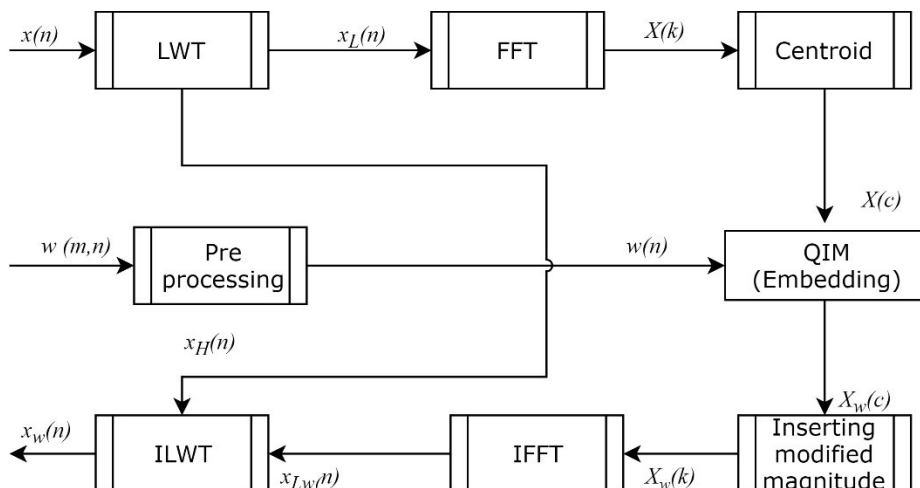 x(n)
LWT
x_L(n)
FFT
X(k)
Centroid
X(c)
w (m,n)
Pre
processing
w(n)
QIM
(Embedding)
x_H(n)
X_w(c)
x_w(n)
ILWT
x_Lw(n)
IFFT
X_w(k)
Inserting
modified
magnitude